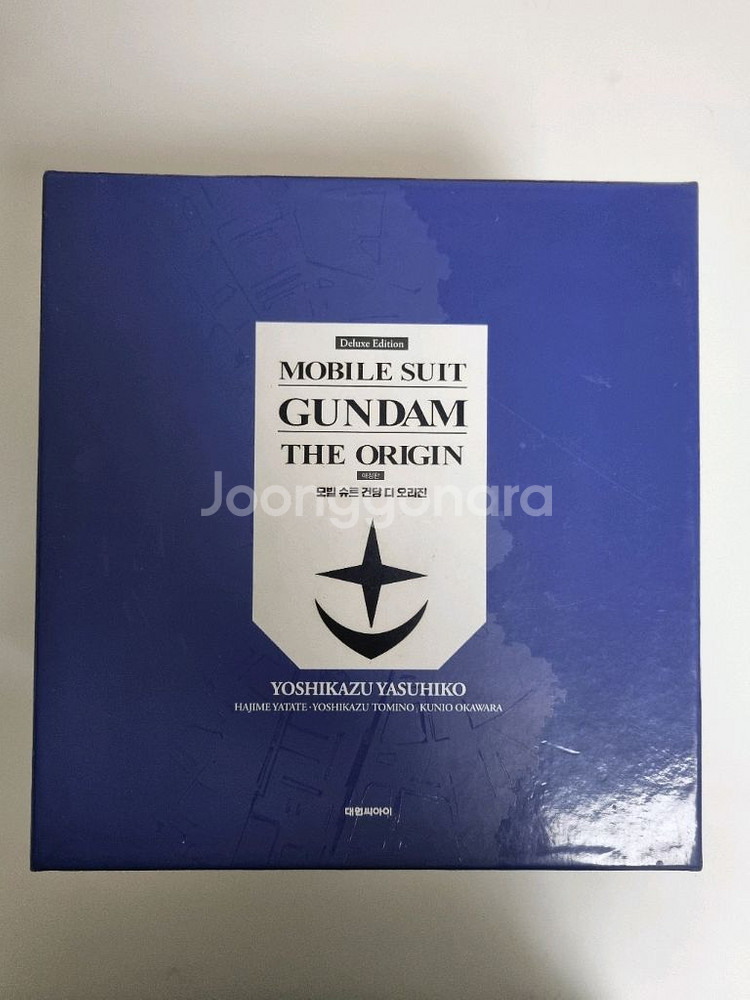 Deluxe Edition
MOBILE SUIT
GUNDAM
THE ORIGIN
애장판
모빌 슈트 건담 디 오리진
Joonggonara
YOSHIKAZU YASUHIKO
HAJIME YATATE · YOSHIKAZU TOMINO | KUNIO OKAWARA
대원씨아이